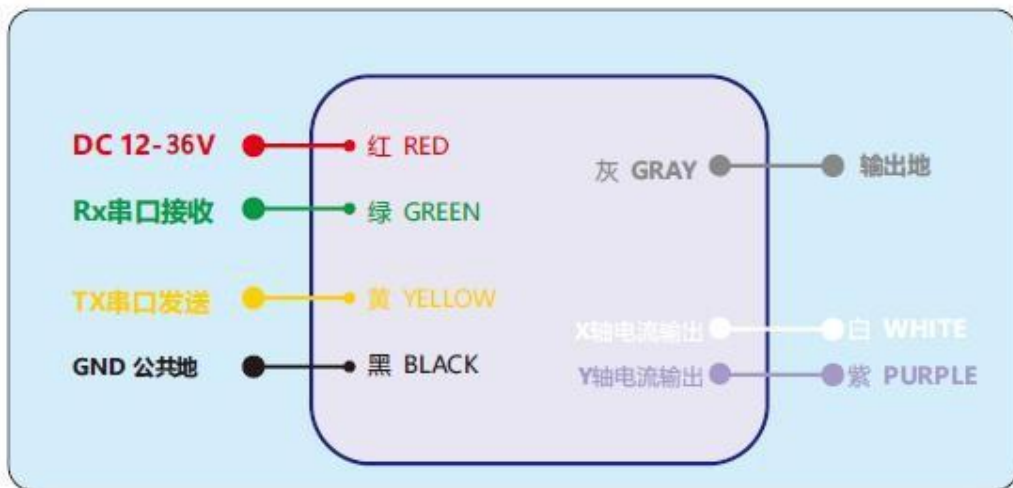 DC 12-36V 红 RED
Rx串口接收 绿 GREEN
TX串口发送 黄 YELLOW
GND 公共地 黑 BLACK
灰 GRAY 输出地
X轴电流输出 白 WHITE
Y轴电流输出 紫 PURPLE